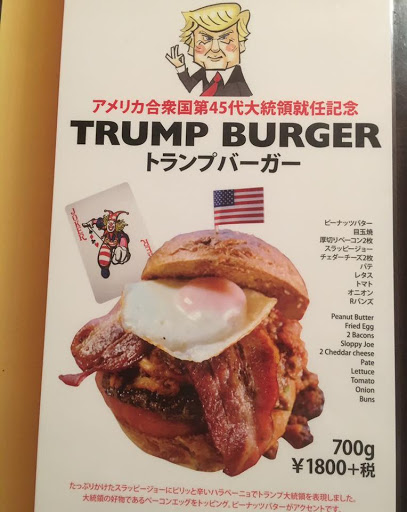 アメリカ合衆国第45代大統領就任記念
TRUMP BURGER
トランプバーガー
JOKER
ピーナッツバター
目玉焼
厚切りベーコン2枚
スラッピージョー
チェダーチーズ2枚
パテ
レタス
トマト
オニオン
Rバンズ
Peanut Butter
Fried Egg
2 Bacons
Sloppy Joe
2 Cheddar cheese
Pate
Lettuce
Tomato
Onion
Buns
700g
¥1800+税
たっぷりかけたスラッピージョーにピリッと辛いハラペーニョでトランプ大統領を表現しました。
大統領の好物であるベーコンエッグをトッピング。ピーナッツバターがアクセントです。